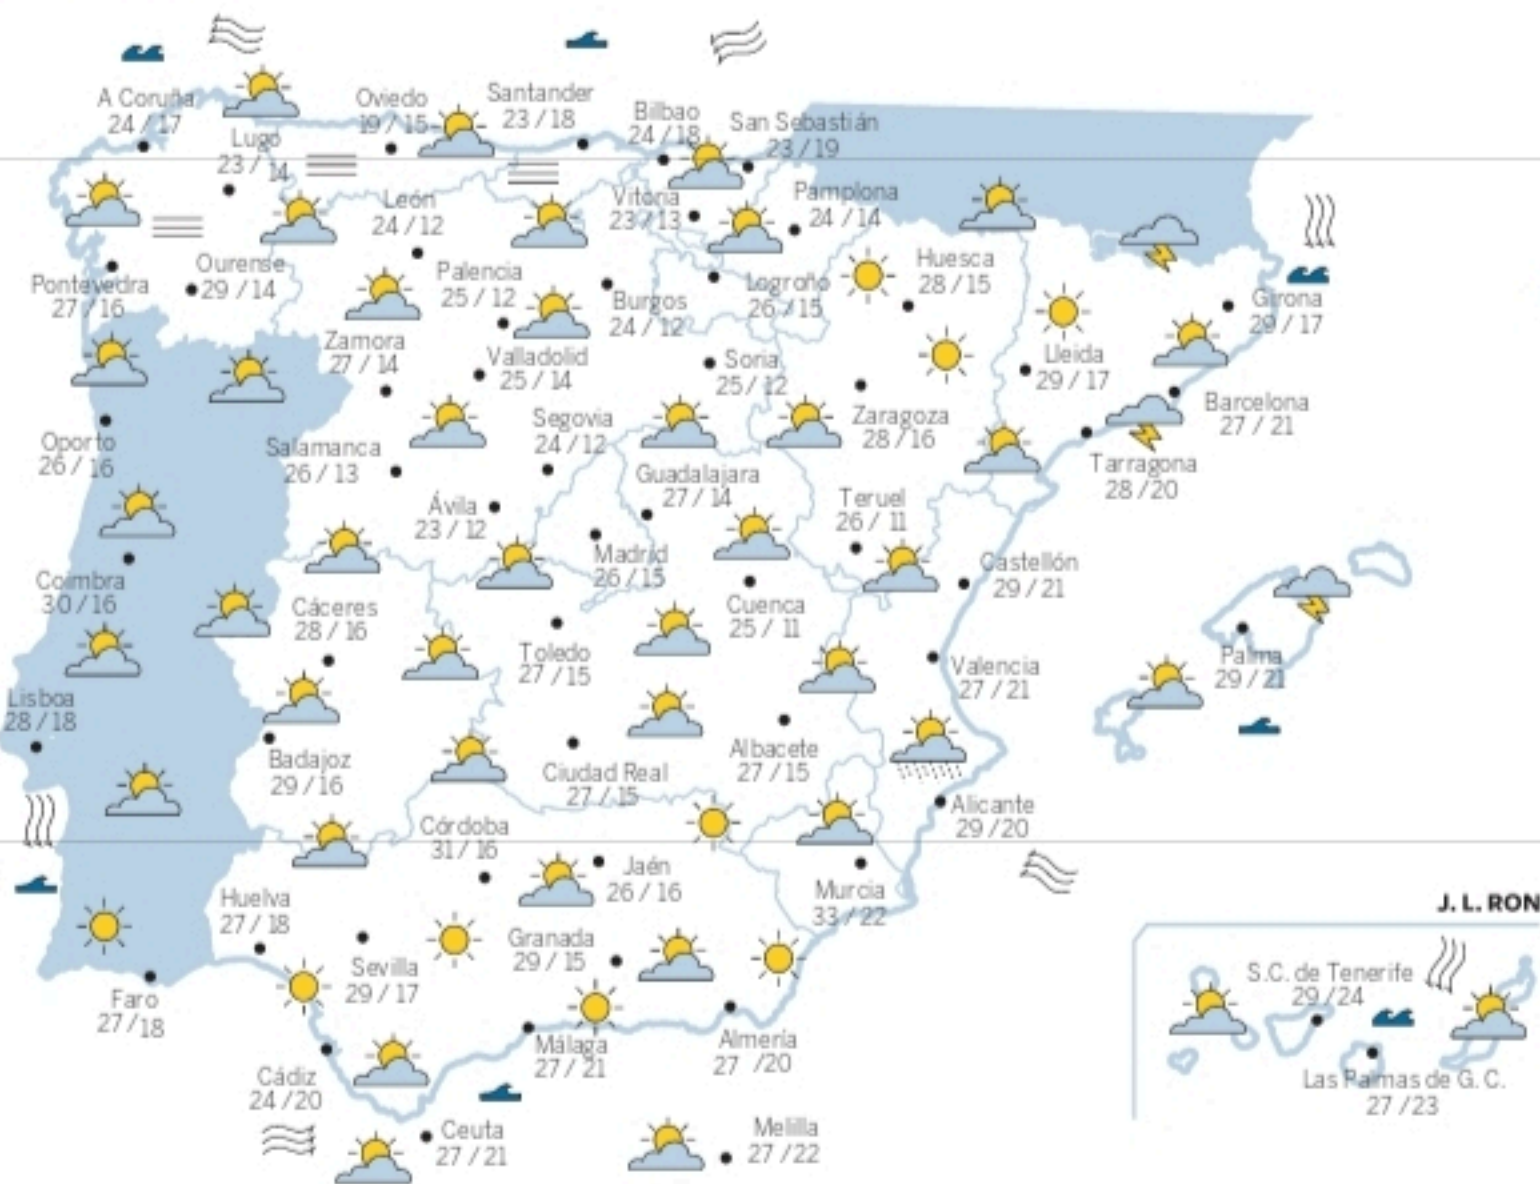 A Coruña
24 / 17
Lugo
23 / 14
Oviedo
19 / 15
Santander
23 / 18
Bilbao
24 / 18
San Sebastián
23 / 19
León
24 / 12
Vitoria
23 / 13
Pamplona
24 / 14
Pontevedra
27 / 16
Ourense
29 / 14
Palencia
25 / 12
Burgos
24 / 12
Logroño
26 / 15
Huesca
28 / 15
Girona
29 / 17
Zamora
27 / 14
Valladolid
25 / 14
Soria
25 / 12
Lleida
29 / 17
Oporto
26 / 16
Salamanca
26 / 13
Segovia
24 / 12
Zaragoza
28 / 16
Barcelona
27 / 21
Guadalajara
27 / 14
Tarragona
28 / 20
Ávila
23 / 12
Teruel
26 / 11
Madrid
26 / 15
Castellón
29 / 21
Coimbra
30 / 16
Cáceres
28 / 16
Cuenca
25 / 11
Toledo
27 / 15
Valencia
27 / 21
Palma
29 / 21
Lisboa
28 / 18
Badajoz
29 / 16
Ciudad Real
27 / 15
Albacete
27 / 15
Alicante
29 / 20
Córdoba
31 / 16
Jaén
26 / 16
Murcia
33 / 22
J. L. RON
Huelva
27 / 18
Sevilla
29 / 17
Granada
29 / 15
S.C. de Tenerife
29 / 24
Faro
27 / 18
Málaga
27 / 21
Almería
27 / 20
Cádiz
24 / 20
Las Palmas de G. C.
27 / 23
Ceuta
27 / 21
Melilla
27 / 22